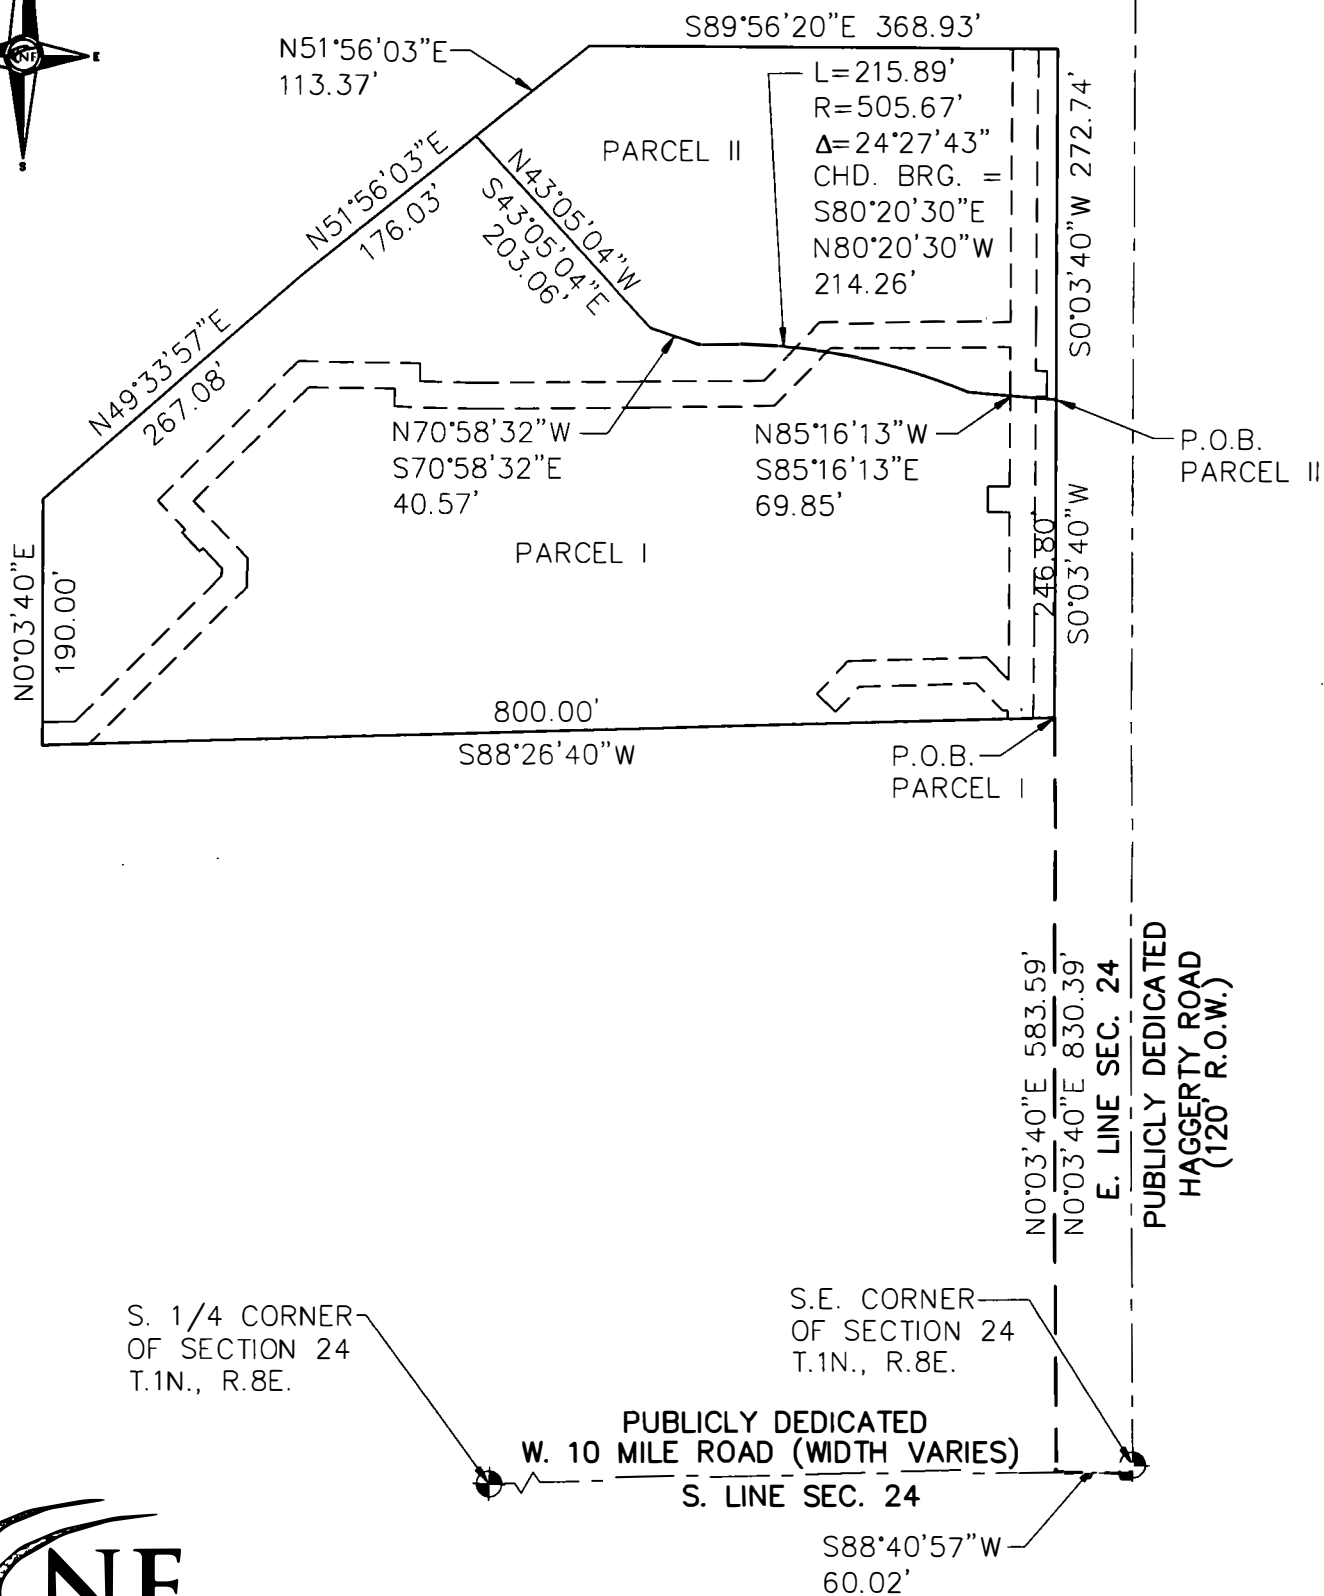 S89°56'20"E 368.93'
N51°56'03"E
113.37'
L=215.89'
R=505.67'
Δ=24°27'43"
CHD. BRG. =
S80°20'30"E
N80°20'30"W
214.26'
PARCEL II
S0°03'40"W 272.74'
N51°56'03"E
176.03'
N43°05'04"W
S43°05'04"E
203.06'
N49°33'57"E
267.08'
N70°58'32"W
S70°58'32"E
40.57'
N85°16'13"W
S85°16'13"E
69.85'
P.O.B.
PARCEL II
PARCEL I
246.80'
S0°03'40"W
N0°03'40"E
190.00'
800.00'
S88°26'40"W
P.O.B.
PARCEL I
N0°03'40"E 583.59'
N0°03'40"E 830.39'
E. LINE SEC. 24
PUBLICLY DEDICATED
HAGGERTY ROAD
(120' R.O.W.)
S. 1/4 CORNER
OF SECTION 24
T.1N., R.8E.
S.E. CORNER
OF SECTION 24
T.1N., R.8E.
PUBLICLY DEDICATED
W. 10 MILE ROAD (WIDTH VARIES)
S. LINE SEC. 24
S88°40'57"W
60.02'
NF
E
S
NF